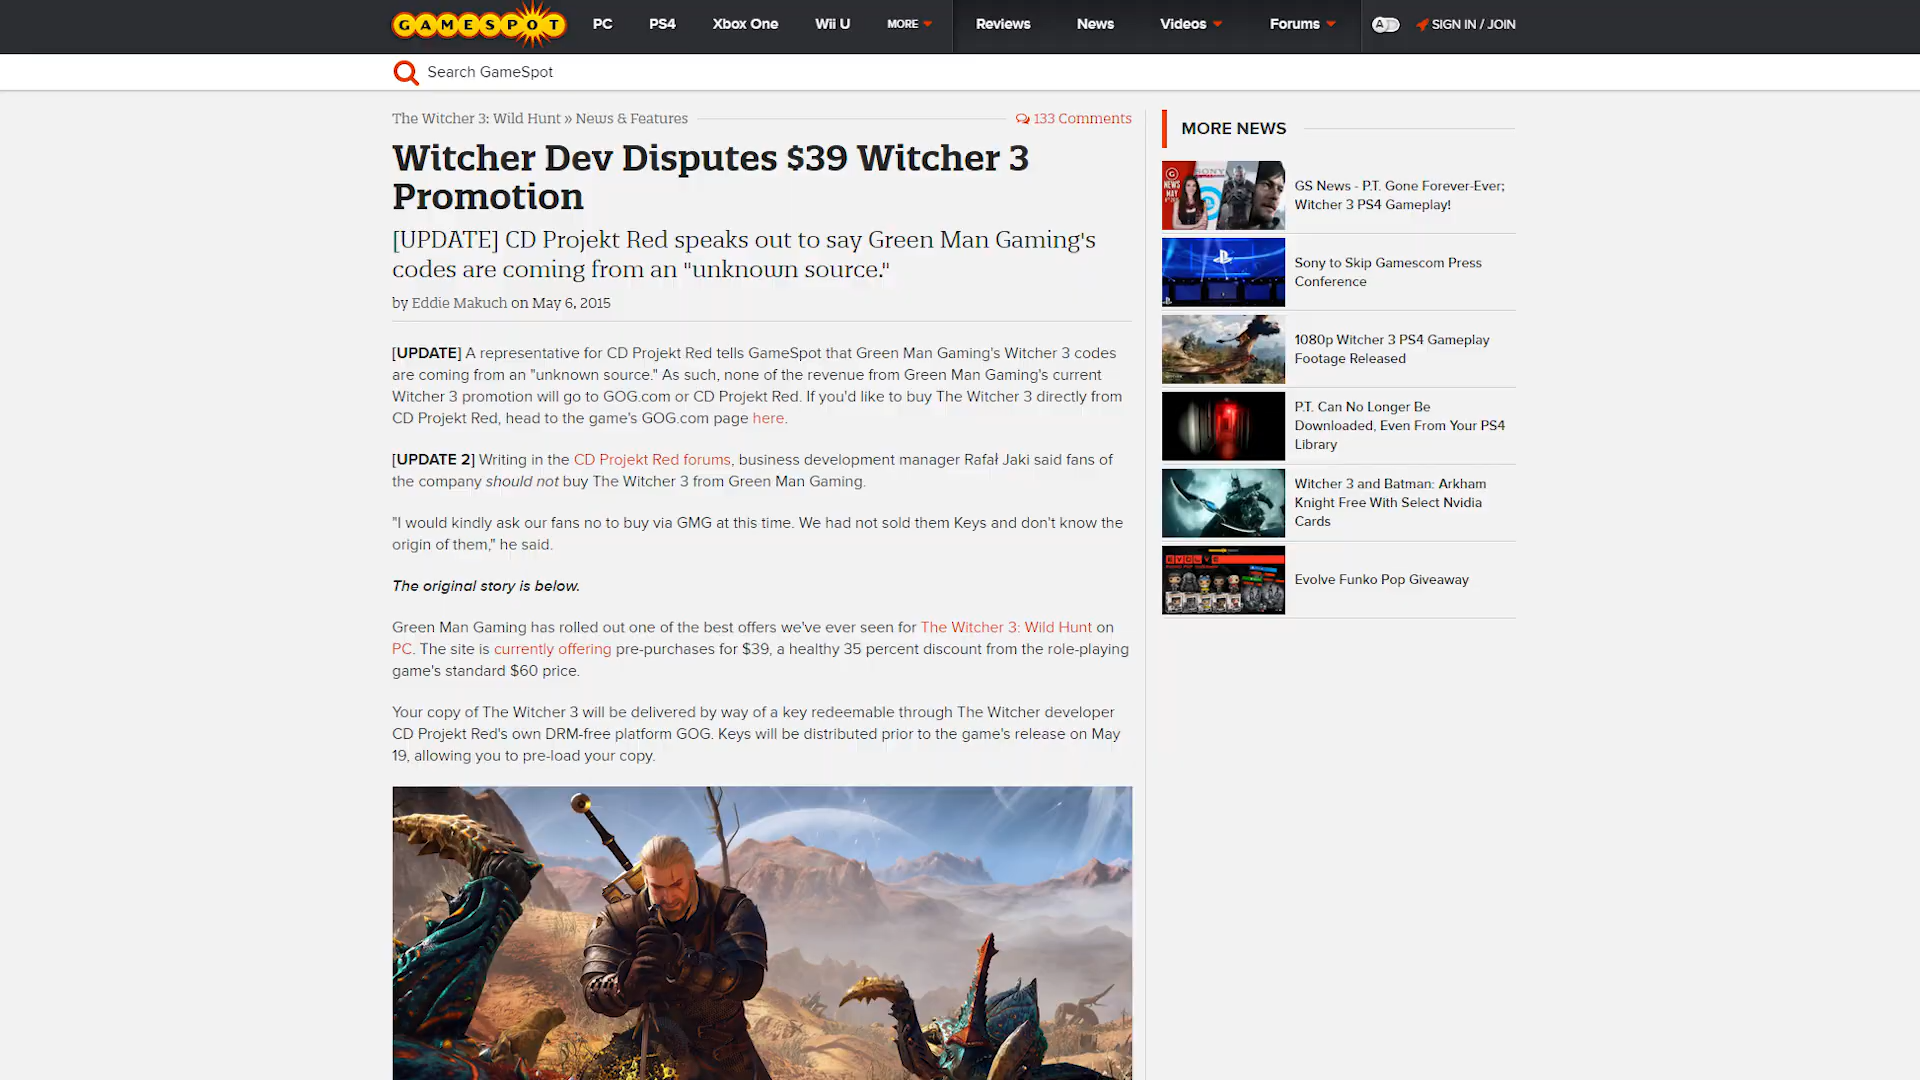 GAMESPOT
PC
PS4
Xbox One
Wii U
MORE
Reviews
News
Videos
Forums
SIGN IN / JOIN
Search GameSpot
The Witcher 3: Wild Hunt » News & Features
133 Comments
Witcher Dev Disputes $39 Witcher 3
Promotion
[UPDATE] CD Projekt Red speaks out to say Green Man Gaming's
codes are coming from an "unknown source."
by Eddie Makuch on May 6, 2015
[UPDATE] A representative for CD Projekt Red tells GameSpot that Green Man Gaming's Witcher 3 codes
are coming from an "unknown source." As such, none of the revenue from Green Man Gaming's current
Witcher 3 promotion will go to GOG.com or CD Projekt Red. If you'd like to buy The Witcher 3 directly from
CD Projekt Red, head to the game's GOG.com page here.
[UPDATE 2] Writing in the CD Projekt Red forums, business development manager Rafał Jaki said fans of
the company should not buy The Witcher 3 from Green Man Gaming.
"I would kindly ask our fans no to buy via GMG at this time. We had not sold them Keys and don't know the
origin of them," he said.
The original story is below.
Green Man Gaming has rolled out one of the best offers we've ever seen for The Witcher 3: Wild Hunt on
PC. The site is currently offering pre-purchases for $39, a healthy 35 percent discount from the role-playing
game's standard $60 price.
Your copy of The Witcher 3 will be delivered by way of a key redeemable through The Witcher developer
CD Projekt Red's own DRM-free platform GOG. Keys will be distributed prior to the game's release on May
19, allowing you to pre-load your copy.
MORE NEWS
GS News - P.T. Gone Forever-Ever;
Witcher 3 PS4 Gameplay!
Sony to Skip Gamescom Press
Conference
1080p Witcher 3 PS4 Gameplay
Footage Released
P.T. Can No Longer Be
Downloaded, Even From Your PS4
Library
Witcher 3 and Batman: Arkham
Knight Free With Select Nvidia
Cards
Evolve Funko Pop Giveaway